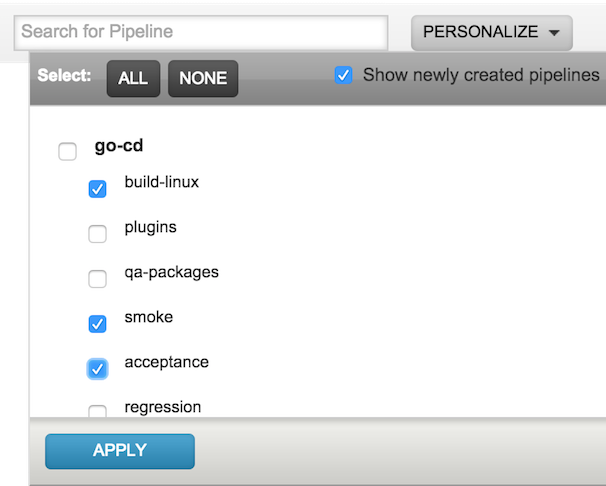 Search for Pipeline
PERSONALIZE
Select: ALL NONE Show newly created pipelines
go-cd
build-linux
plugins
qa-packages
smoke
acceptance
regression
APPLY